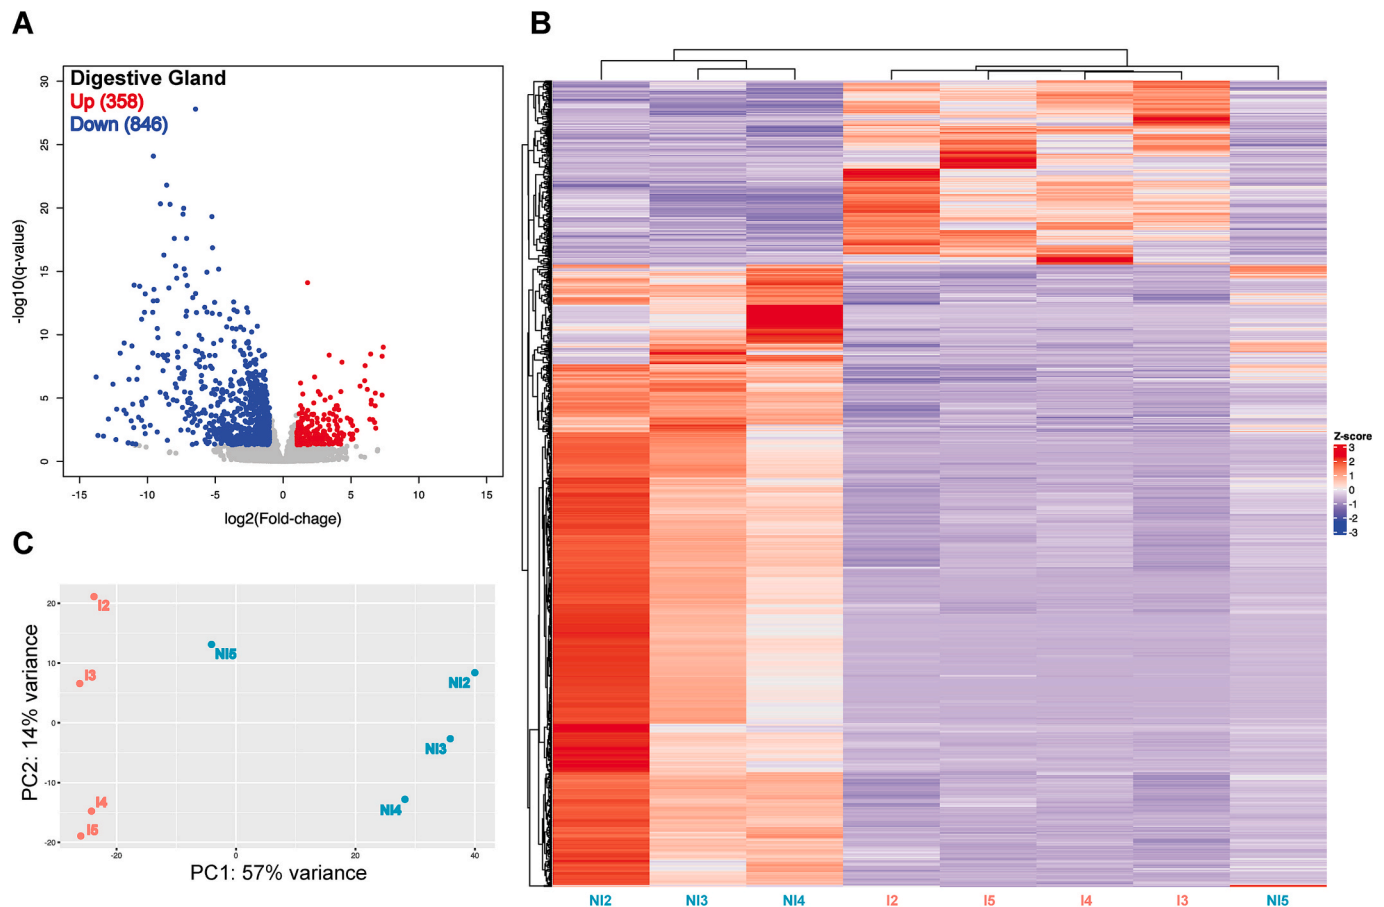 A
Digestive Gland
Up (358)
Down (846)
30
25
20
15
10
5
0
-log10(q-value)
-15 -10 -5 0 5 10 15
log2(Fold-chage)
B
Z-score
3
2
1
0
-1
-2
-3
NI2 NI3 NI4 I2 I5 I4 I3 NI5
C
I2
NI5
I3
NI2
NI3
I4
NI4
I5
20
10
0
-10
-20
PC2: 14% variance
-20 0 20 40
PC1: 57% variance